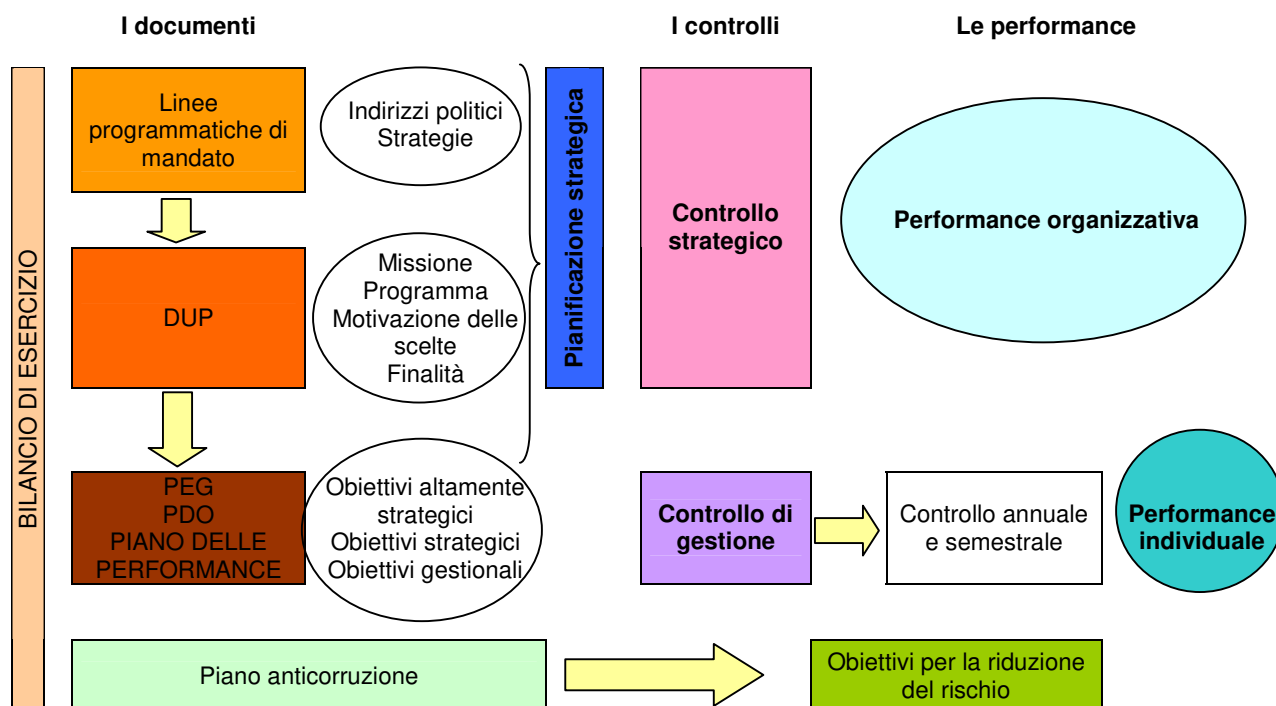 I documenti
I controlli
Le performance
BILANCIO DI ESERCIZIO
Linee
programmatiche di
mandato
Indirizzi politici
Strategie
Pianificazione strategica
Controllo
strategico
Performance organizzativa
DUP
Missione
Programma
Motivazione delle
scelte
Finalità
PEG
PDO
PIANO DELLE
PERFORMANCE
Obiettivi altamente
strategici
Obiettivi strategici
Obiettivi gestionali
Controllo di
gestione
Controllo annuale
e semestrale
Performance
individuale
Piano anticorruzione
Obiettivi per la riduzione
del rischio